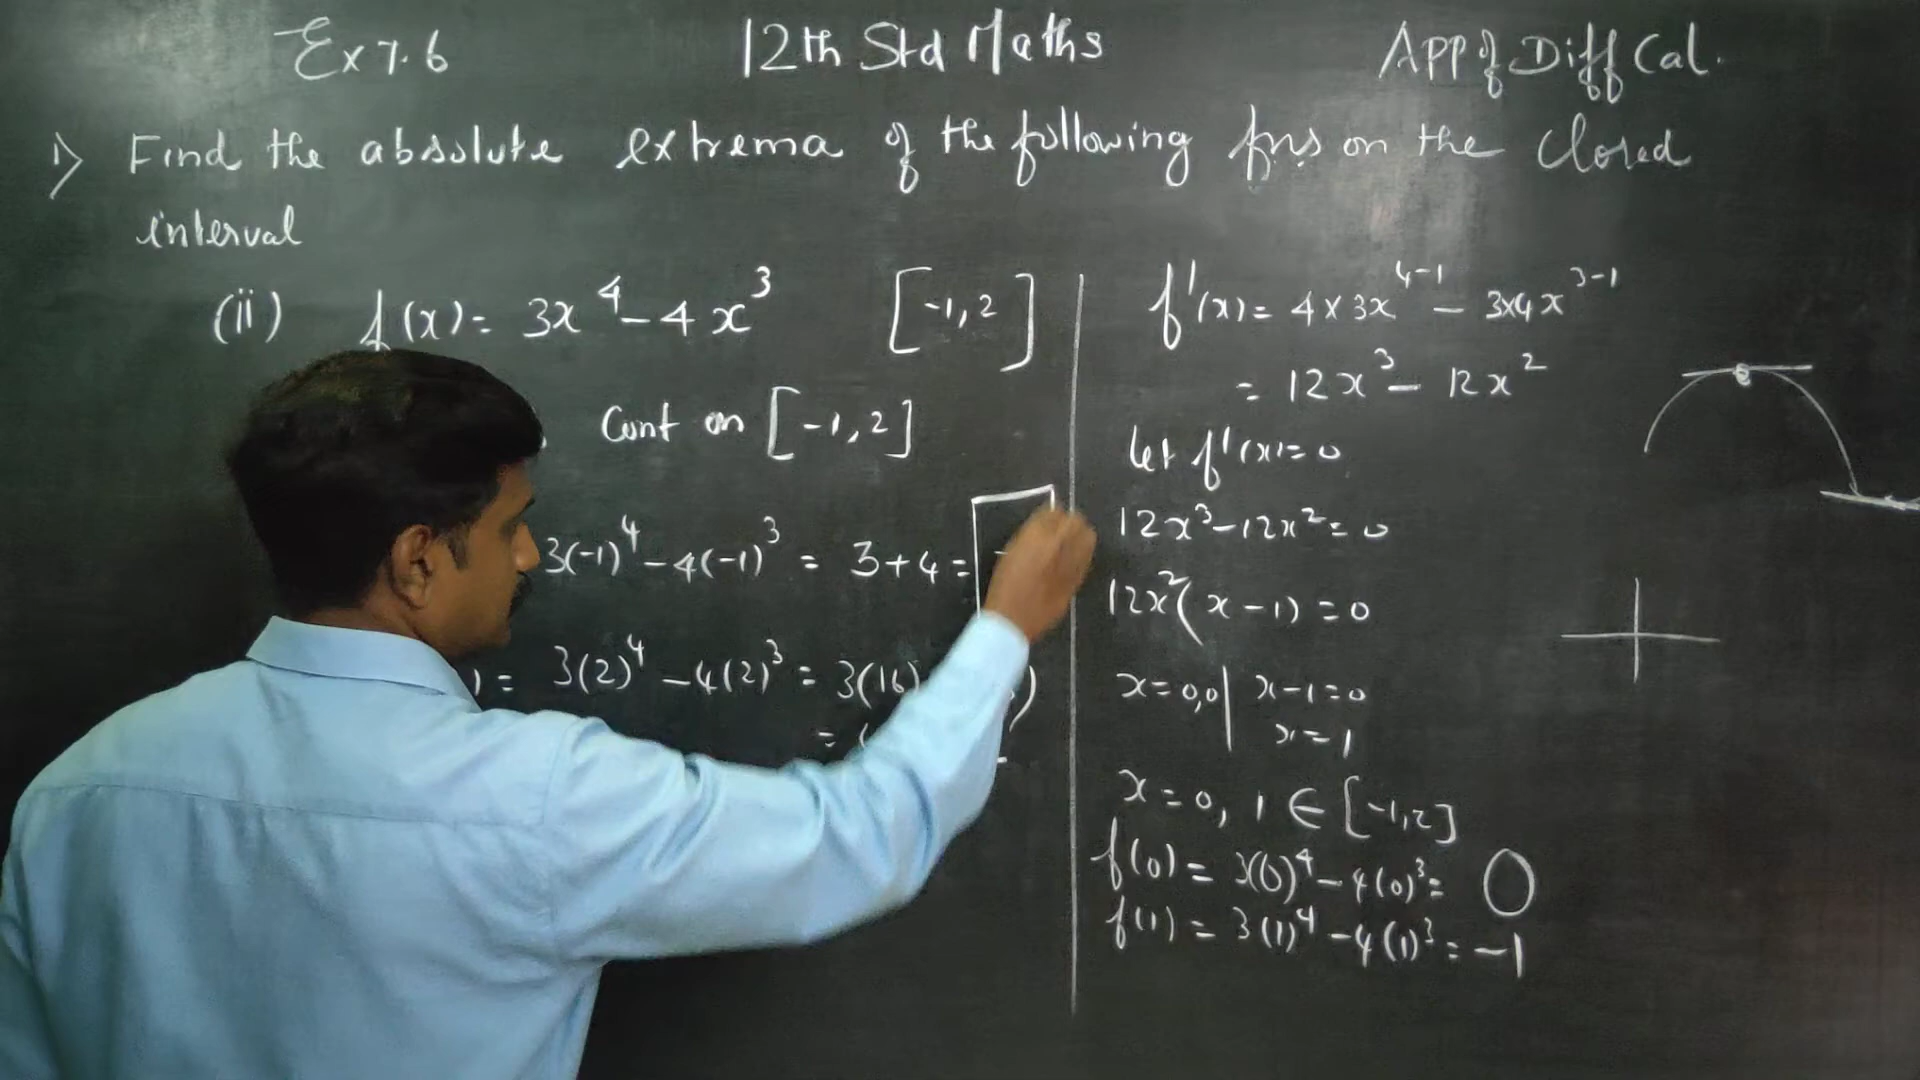 Ex 7.6
12th Std Maths
App of Diff Cal.
1) Find the absolute extrema of the following fns on the closed
interval
(ii) f(x) = 3x⁴ - 4x³ [-1, 2]
Cont on [-1, 2]
3(-1)⁴ - 4(-1)³ = 3+4 =
) = 3(2)⁴ - 4(2)³ = 3(16)
=
f'(x) = 4×3x⁴⁻¹ - 3×4x³⁻¹
= 12x³ - 12x²
let f'(x) = 0
12x³ - 12x² = 0
12x²(x - 1) = 0
x = 0,0 | x - 1 = 0
x = 1
x = 0, 1 ∈ [-1, 2]
f(0) = 3(0)⁴ - 4(0)³ = 0
f(1) = 3(1)⁴ - 4(1)³ = -1